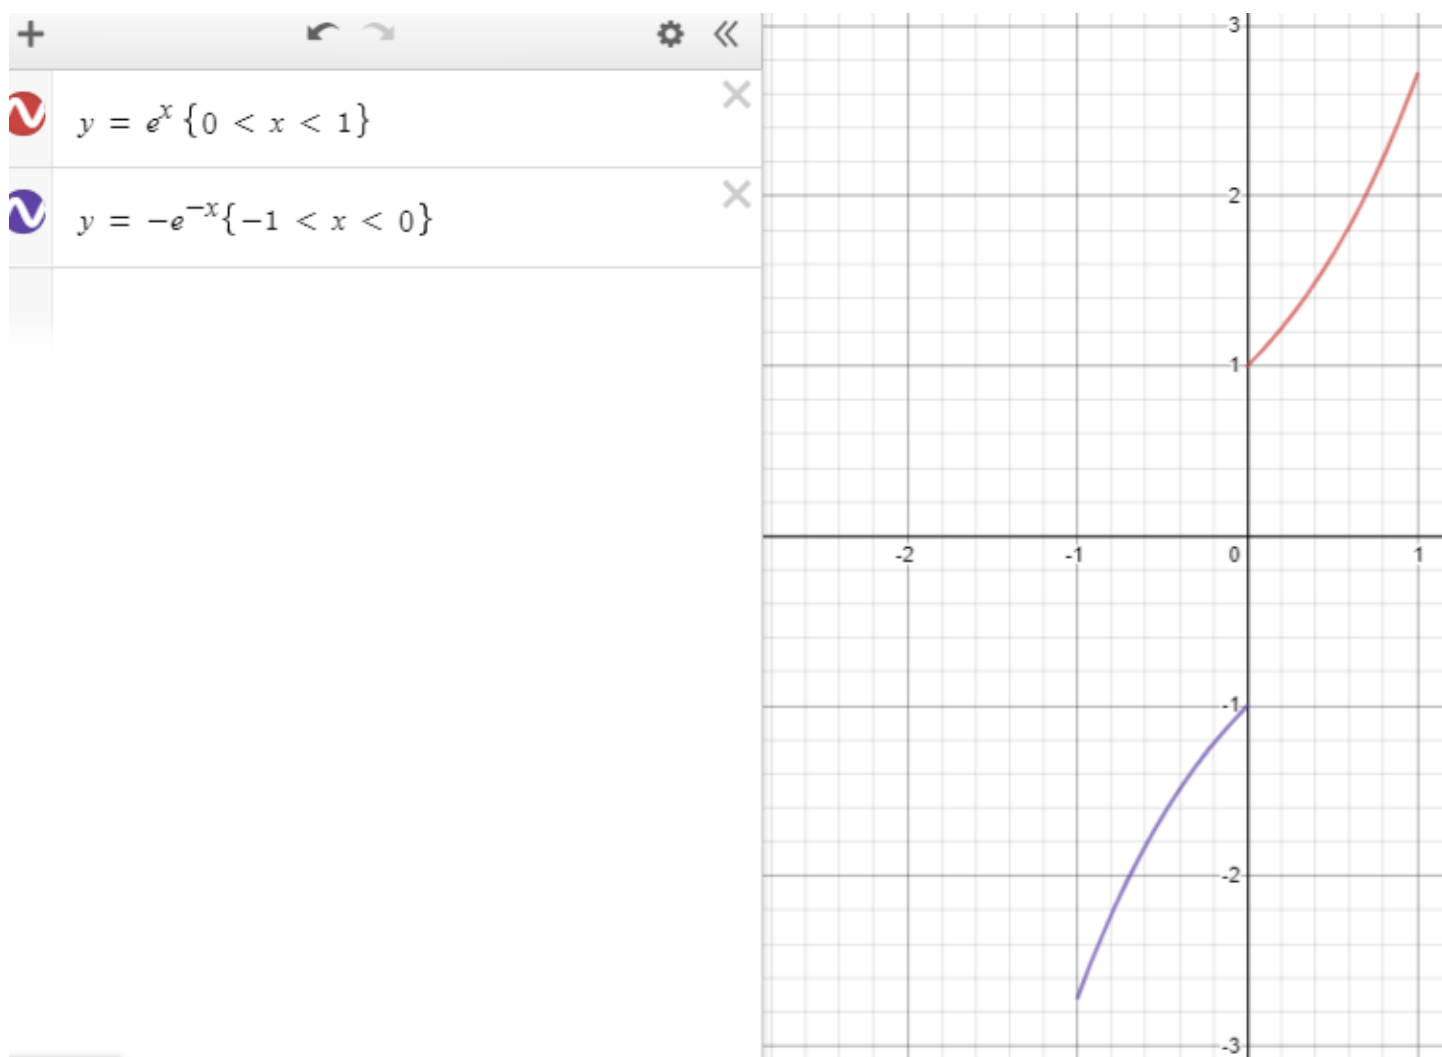 y = e^x {0 < x < 1}
y = −e^−x{−1 < x < 0}
3
2
1
-2 -1 0 1
-1
-2
-3